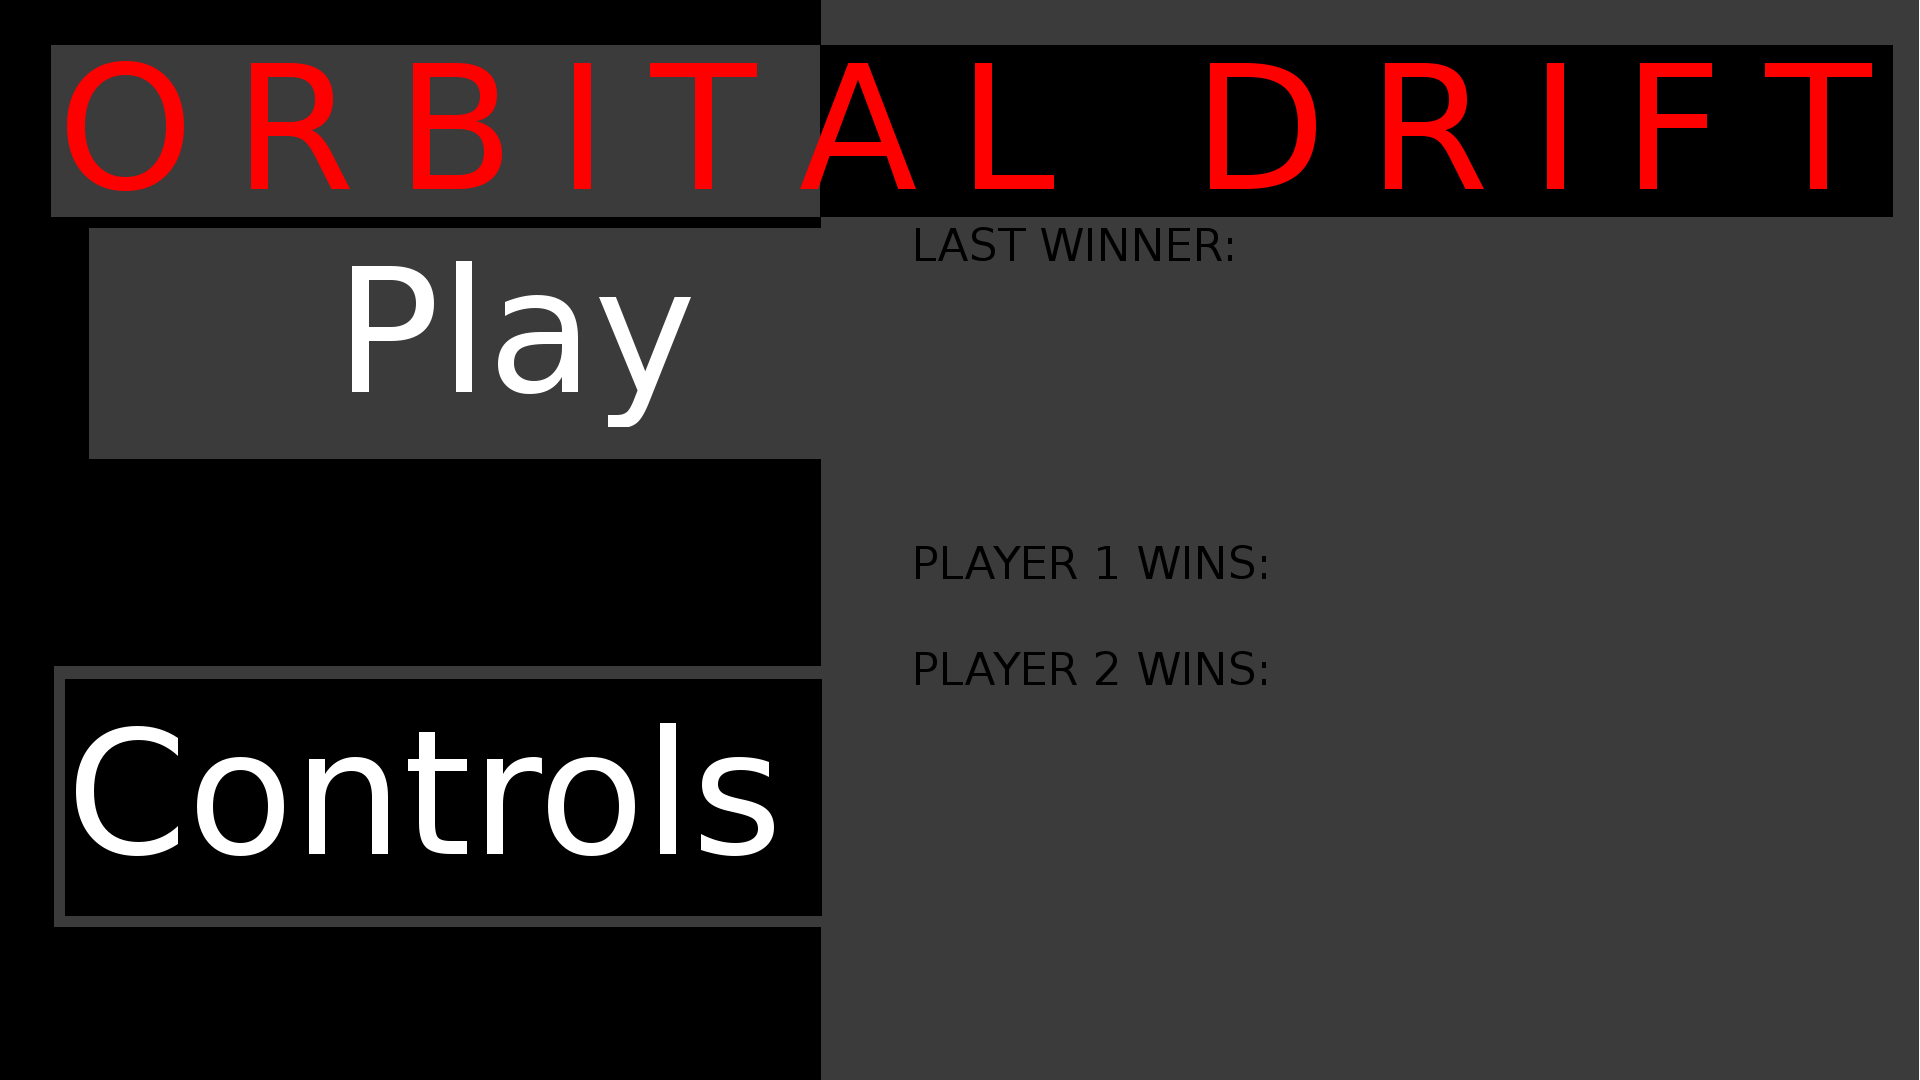 ORBITAL DRIFT
Play
LAST WINNER:
PLAYER 1 WINS:
PLAYER 2 WINS:
Controls